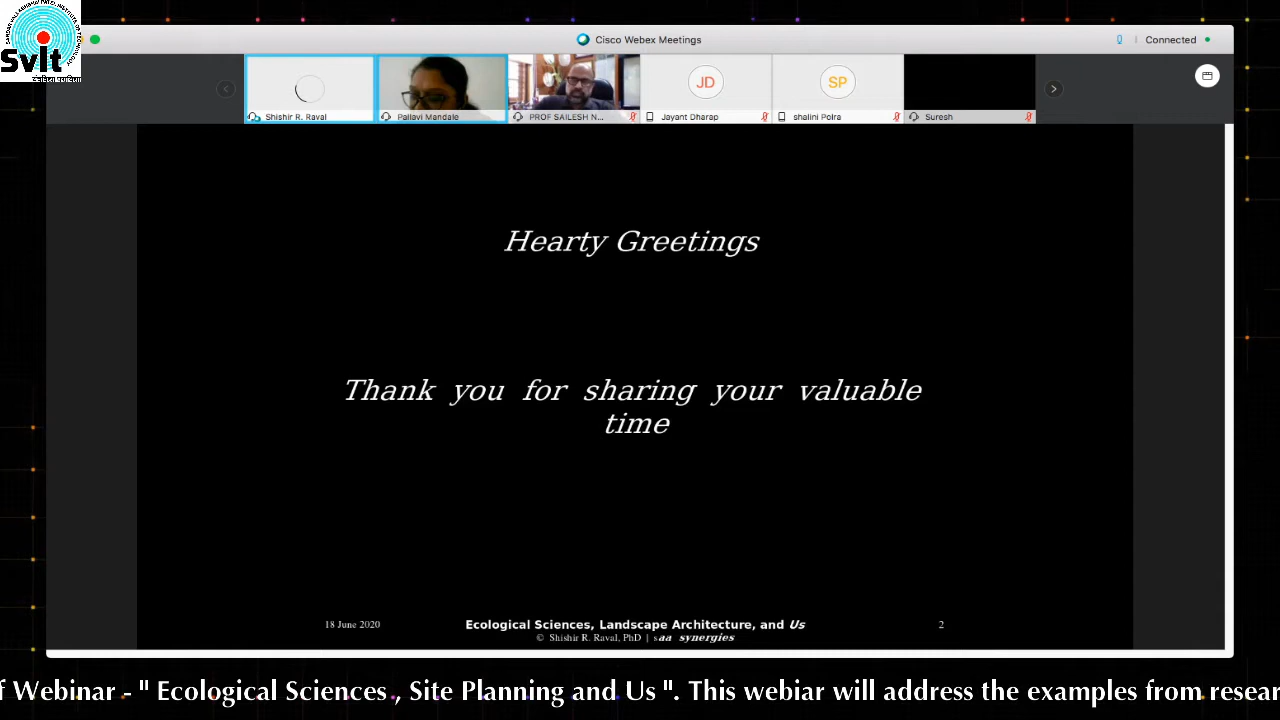 SVIT
Cisco Webex Meetings
Connected
Shishir R. Raval
Pallavi Mandale
PROF SAILESH N...
JD
Jayant Dharap
SP
shalini Polra
Suresh
Hearty Greetings
Thank you for sharing your valuable
time
18 June 2020
Ecological Sciences, Landscape Architecture, and Us
2
© Shishir R. Raval, PhD | saa synergies
f Webinar - " Ecological Sciences , Site Planning and Us ". This webiar will address the examples from resear